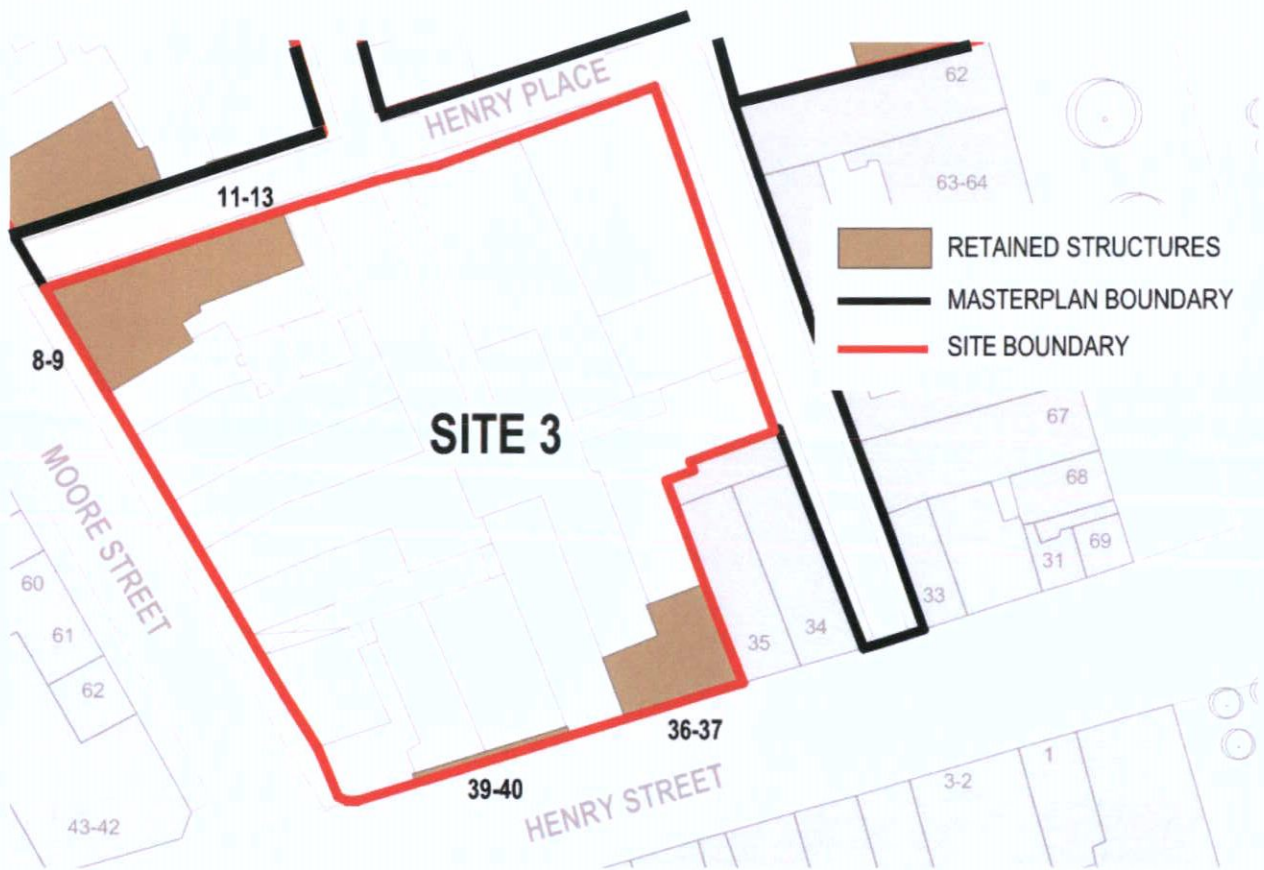 HENRY PLACE
62
11-13
63-64
RETAINED STRUCTURES
MASTERPLAN BOUNDARY
SITE BOUNDARY
8-9
SITE 3
67
MOORE STREET
68
69
31
60
33
61
34
35
62
36-37
39-40
HENRY STREET
1
3-2
43-42